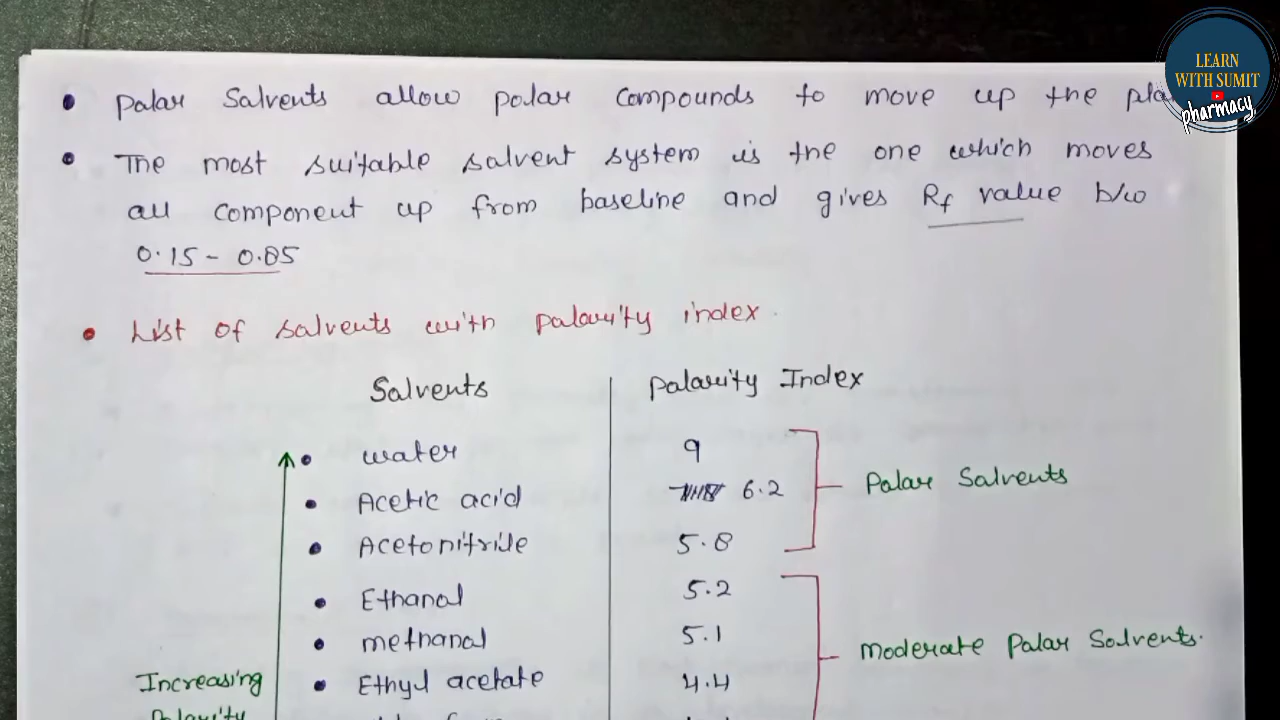 LEARN
WITH SUMIT
pharmacy
• Polar Solvents allow polar compounds to move up the
• The most suitable solvent system is the one which moves
all component up from baseline and gives Rf value b/w
0.15 - 0.85
• List of solvents with polarity index.
Solvents Polarity Index
• water 9
• Acetic acid 6.2 Polar Solvents
• Acetonitrile 5.8
• Ethanol 5.2
• methanol 5.1
Moderate Polar Solvents.
• Ethyl acetate 4.4
Increasing
Polarity